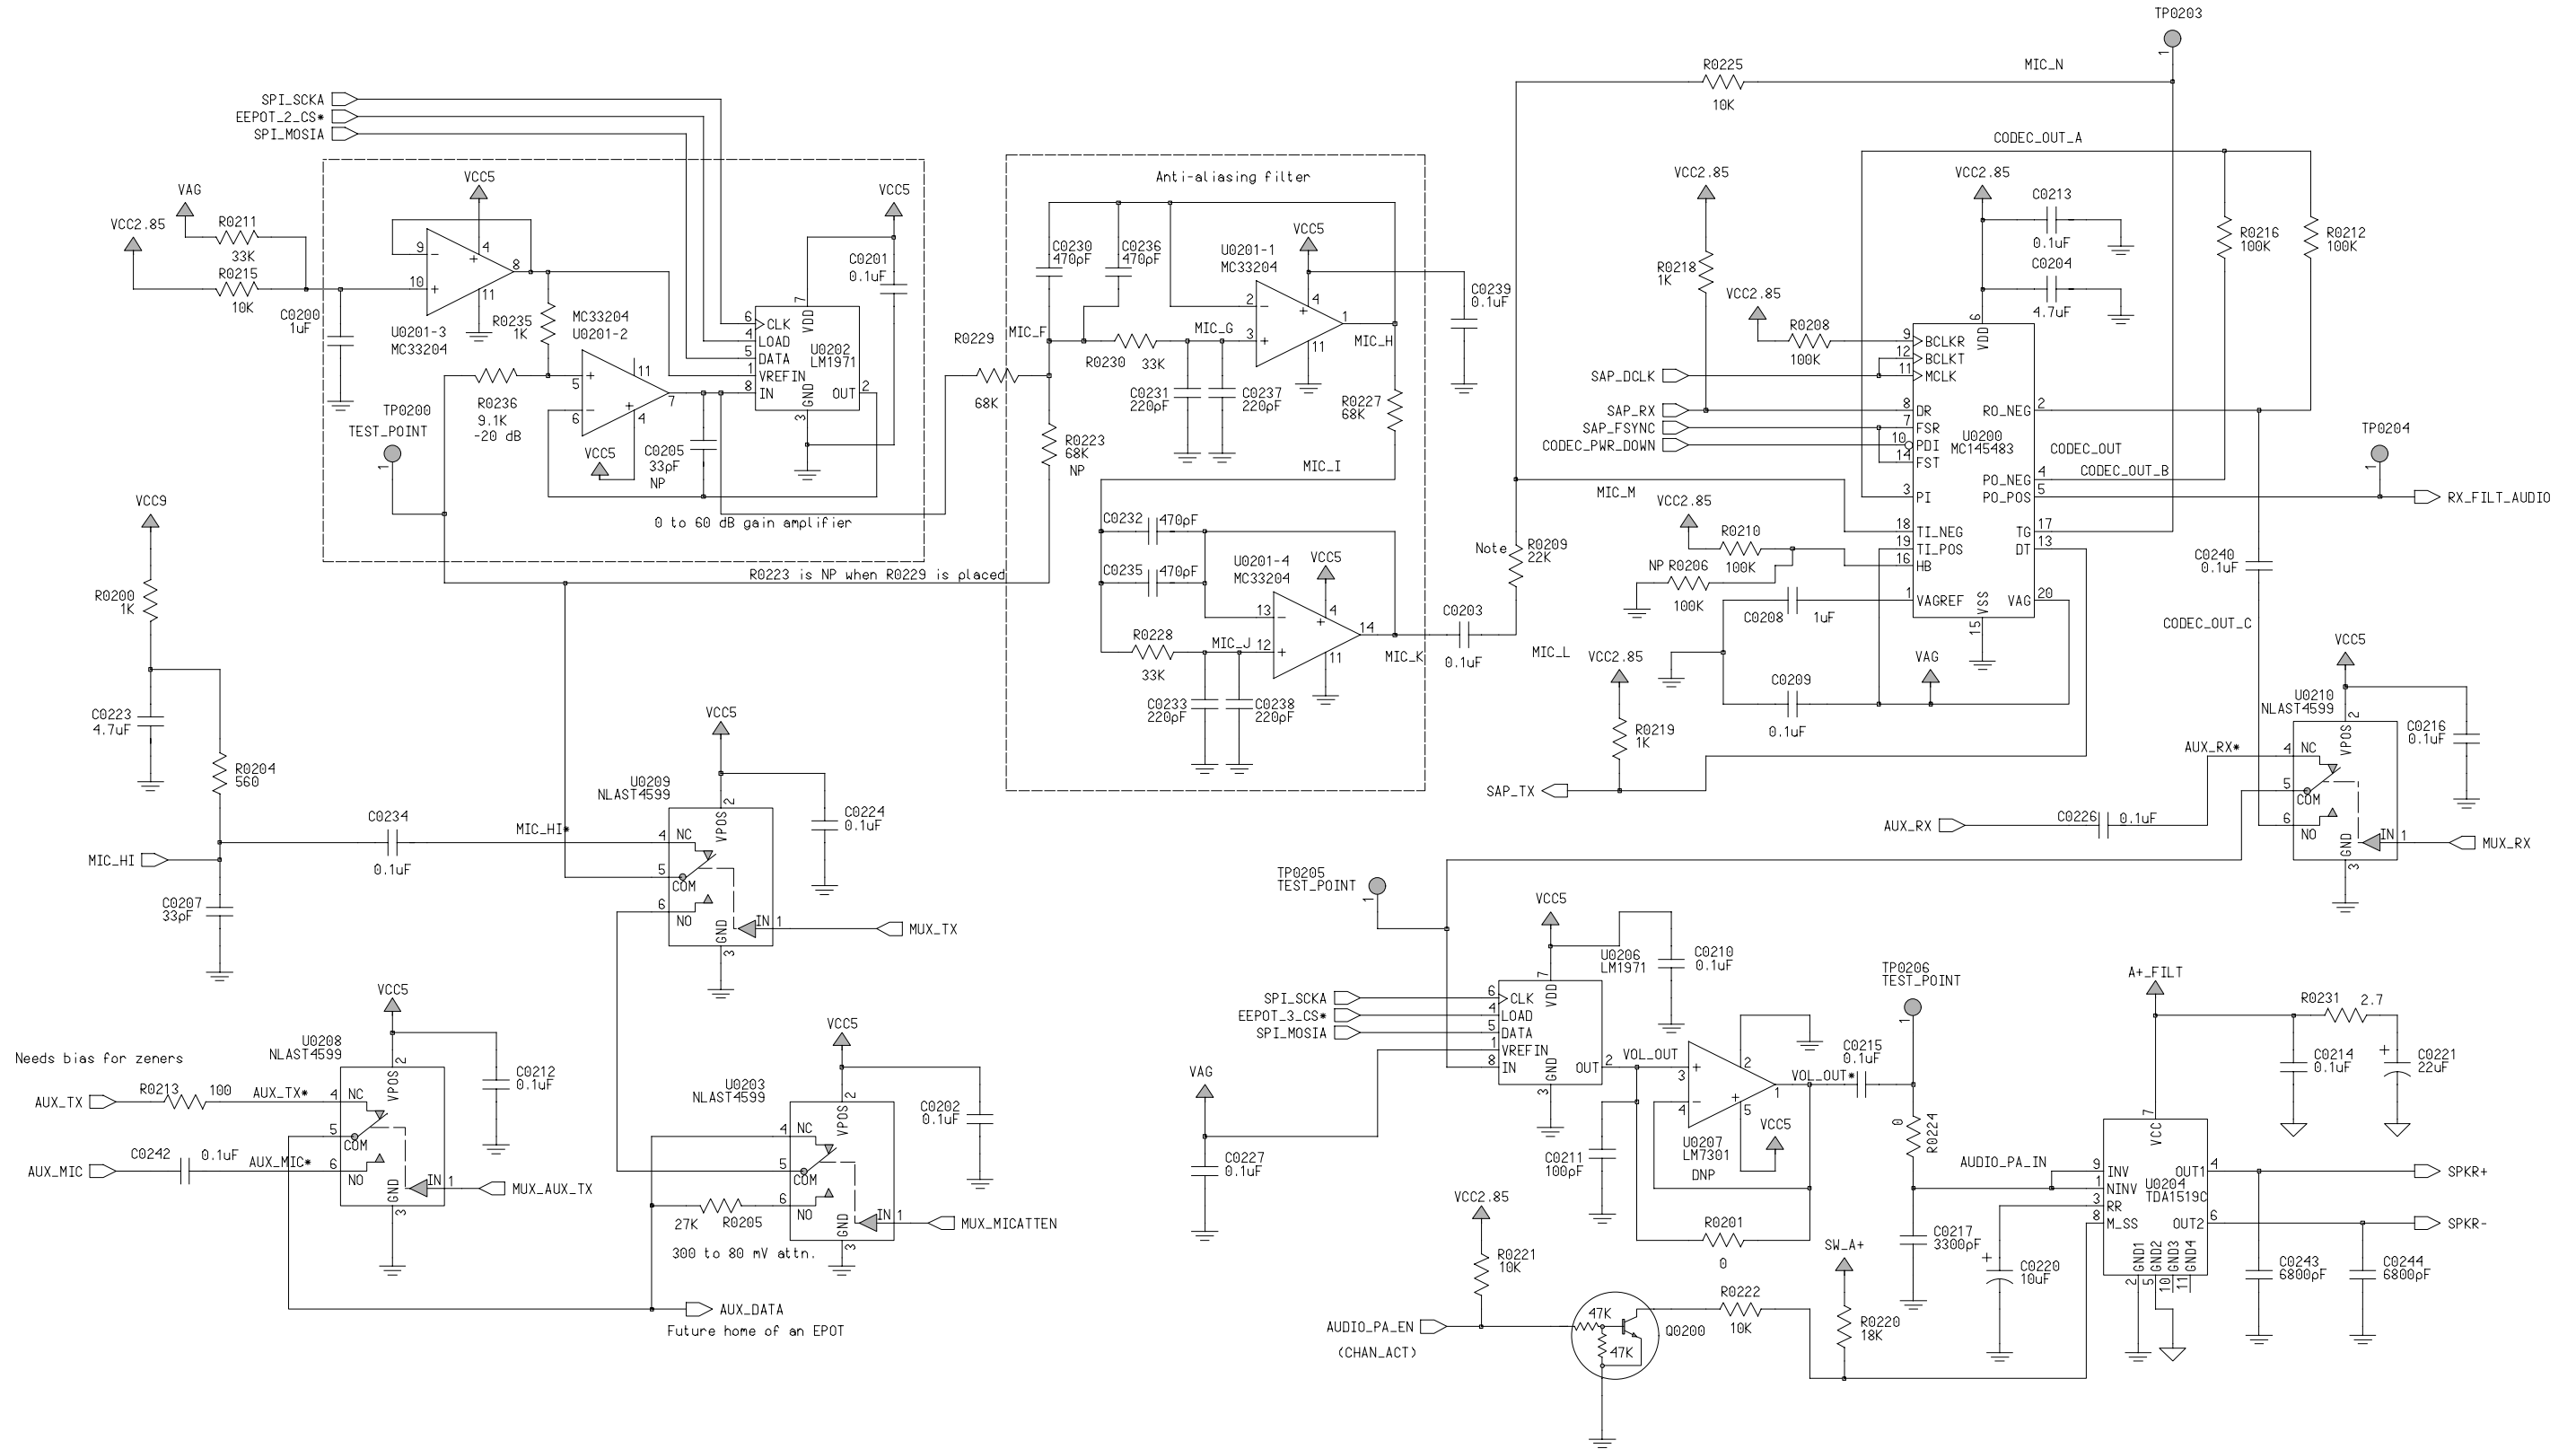 TP0203
1
R0225
10K
MIC_N
SPI_SCKA
EEPOT_2_CS*
SPI_MOSIA
CODEC_OUT_A
VCC5
VCC5
Anti-aliasing filter
VCC2.85
VCC2.85
C0213
0.1uF
VAG
VCC2.85
R0211
33K
R0215
10K
C0200
1uF
9
10
4
8
11
U0201-3
MC33204
R0235
1K
MC33204
U0201-2
C0201
0.1uF
7
VDD
6 CLK
4 LOAD
5 DATA
1 VREFIN
8 IN
GND
3
OUT 2
U0202
LM1971
R0236
9.1K
-20 dB
5
6
11
4
7
VCC5
C0205
33pF
NP
TP0200
TEST_POINT
1
0 to 60 dB gain amplifier
R0223 is NP when R0229 is placed
R0229
68K
MIC_F
C0230
470pF
C0236
470pF
U0201-1
MC33204
VCC5
2
3
4
1
11
MIC_G
R0230
33K
C0231
220pF
C0237
220pF
MIC_H
C0239
0.1uF
R0223
68K
NP
R0227
68K
MIC_I
C0232
470pF
C0235
470pF
U0201-4
MC33204
VCC5
13
12
4
14
11
R0228
33K
MIC_J
C0233
220pF
C0238
220pF
MIC_K
C0203
0.1uF
MIC_L
Note
R0209
22K
MIC_M
R0218
1K
VCC2.85
R0208
100K
C0204
4.7uF
R0216
100K
R0212
100K
SAP_DCLK
SAP_RX
SAP_FSYNC
CODEC_PWR_DOWN
6
VDD
9 BCLKR
12 BCLKT
11 MCLK
8 DR
7 FSR
10 PDI
14 FST
3 PI
18 TI_NEG
19 TI_POS
16 HB
1 VAGREF
VSS
15
RO_NEG 2
U0200
MC145483
PO_NEG 4
PO_POS 5
TG 17
DT 13
VAG 20
CODEC_OUT
CODEC_OUT_B
TP0204
1
RX_FILT_AUDIO
VCC2.85
R0210
100K
NP R0206
100K
C0208
1uF
C0209
0.1uF
VAG
C0240
0.1uF
CODEC_OUT_C
VCC2.85
R0219
1K
SAP_TX
VCC5
U0210
NLAST4599
2
VPOS
4 NC
5
COM
6
NO
GND
3
IN 1
C0216
0.1uF
AUX_RX*
AUX_RX
C0226
0.1uF
MUX_RX
VCC9
R0200
1K
C0223
4.7uF
R0204
560
MIC_HI
C0207
33pF
C0234
0.1uF
MIC_HI*
VCC5
U0209
NLAST4599
2
VPOS
4 NC
5
COM
6
NO
GND
3
IN 1
C0224
0.1uF
MUX_TX
Needs bias for zeners
AUX_TX
R0213
100
AUX_TX*
AUX_MIC
C0242
0.1uF
AUX_MIC*
VCC5
U0208
NLAST4599
2
VPOS
4 NC
5
COM
6
NO
GND
3
IN 1
C0212
0.1uF
MUX_AUX_TX
VCC5
U0203
NLAST4599
2
VPOS
4 NC
5
COM
6
NO
GND
3
IN 1
C0202
0.1uF
27K
R0205
MUX_MICATTEN
300 to 80 mV attn.
AUX_DATA
Future home of an EPOT
TP0205
TEST_POINT
1
VCC5
U0206
LM1971
C0210
0.1uF
SPI_SCKA
EEPOT_3_CS*
SPI_MOSIA
7
VDD
6 CLK
4 LOAD
5 DATA
1 VREFIN
8 IN
GND
3
OUT 2
VAG
C0227
0.1uF
VOL_OUT
3
4
2
5
1
VCC5
U0207
LM7301
DNP
C0211
100pF
R0201
0
C0215
0.1uF
VOL_OUT*
TP0206
TEST_POINT
1
0
R0224
AUDIO_PA_IN
C0217
3300pF
C0220
10uF
A+_FILT
R0231
2.7
C0214
0.1uF
C0221
22uF
7
VCC
9 INV
1 NINV
3 RR
8 M_SS
OUT1 4
U0204
TDA1519C
OUT2 6
GND1
GND2
GND3
GND4
2
5
10
11
SPKR+
SPKR-
C0243
6800pF
C0244
6800pF
VCC2.85
R0221
10K
AUDIO_PA_EN
(CHAN_ACT)
47K
47K
Q0200
R0222
10K
SW_A+
R0220
18K